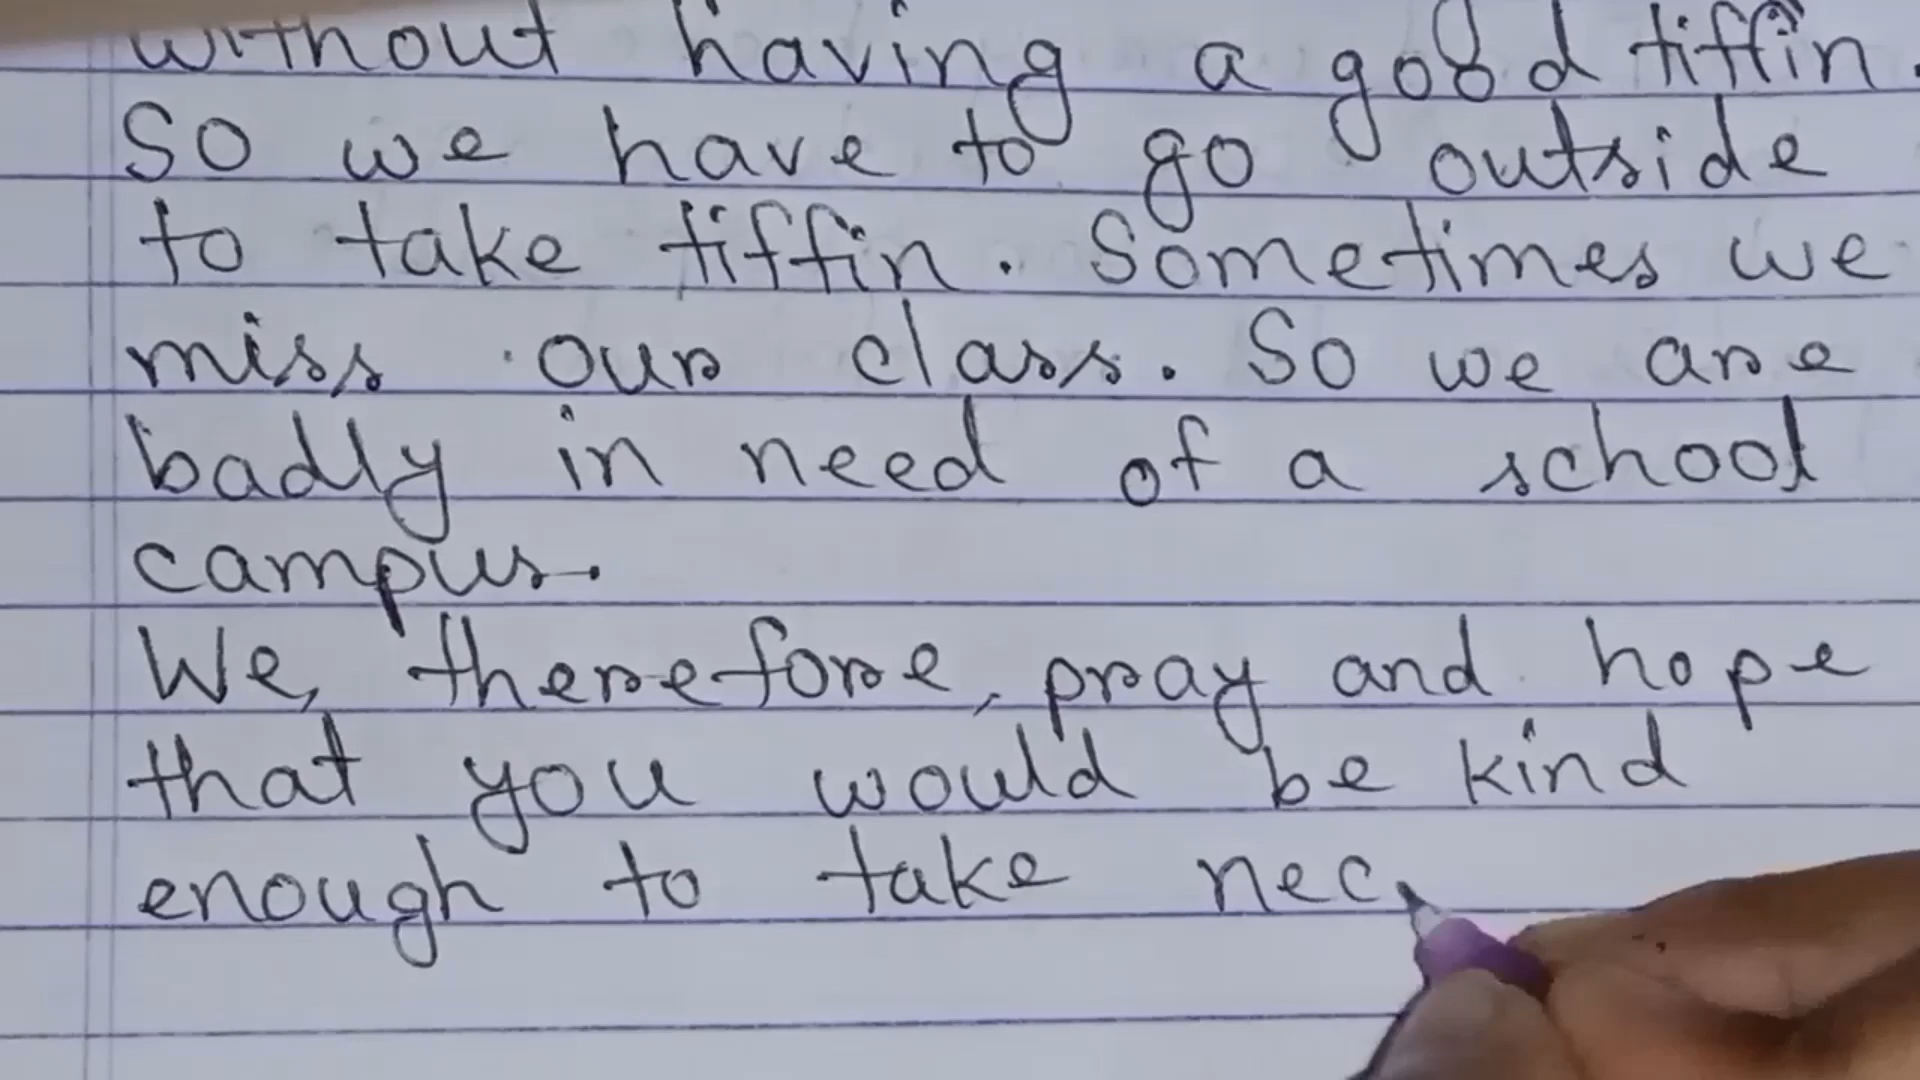 without having a good tiffin.
So we have to go outside
to take tiffin. Sometimes we
miss our class. So we are
badly in need of a school
campus.
We, therefore, pray and hope
that you would be kind
enough to take nec